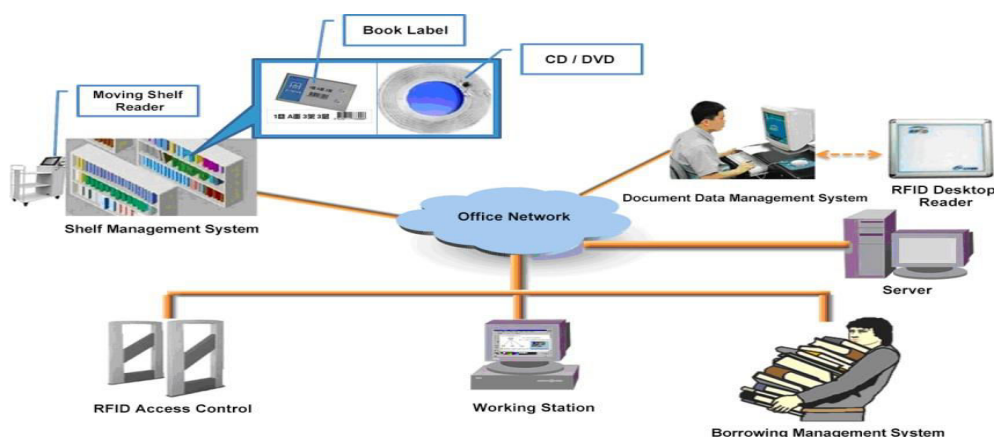 Book Label
CD / DVD
Moving Shelf
Reader
Shelf Management System
Office Network
Document Data Management System
RFID Desktop
Reader
Server
RFID Access Control
Working Station
Borrowing Management System